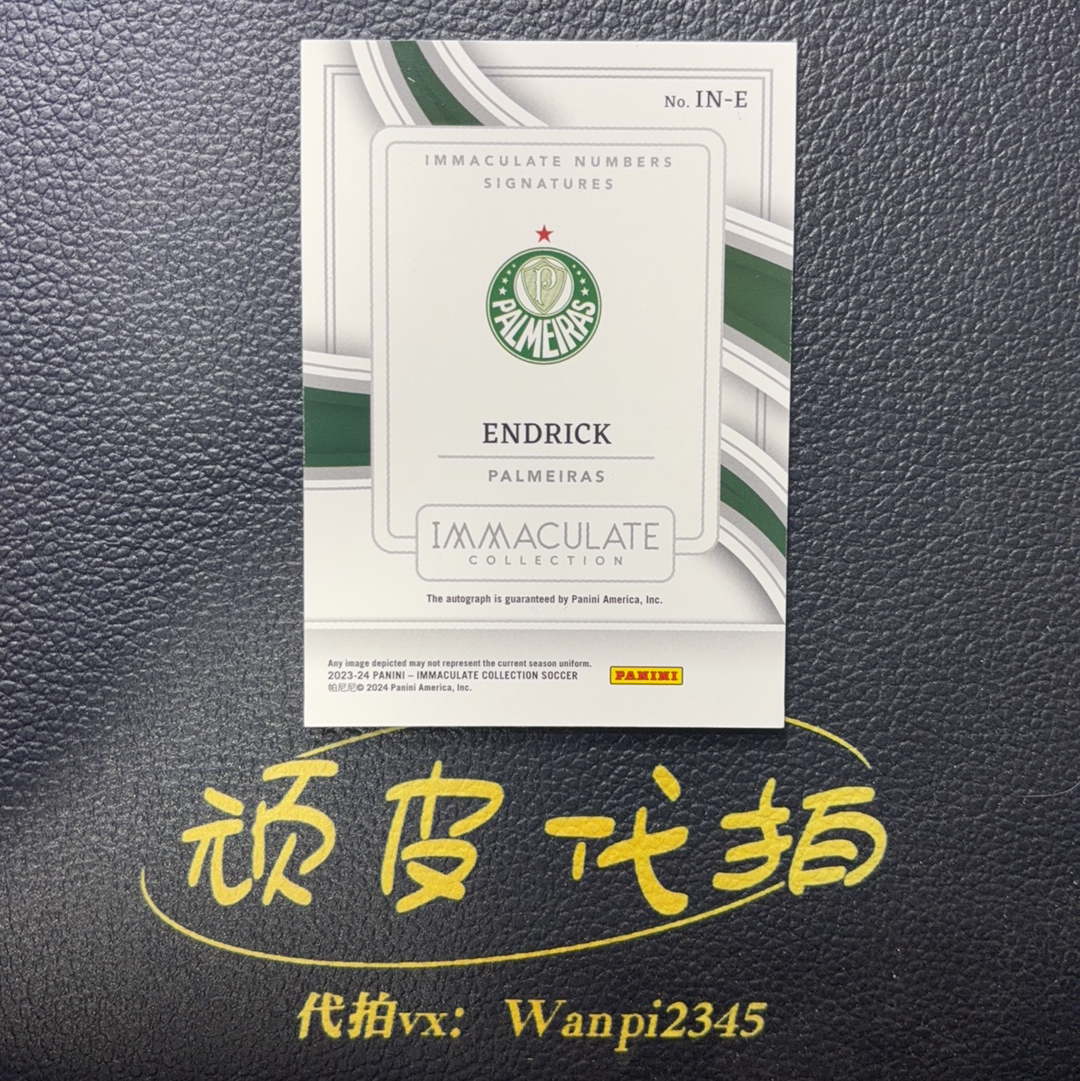 No. IN-E
IMMACULATE NUMBERS
SIGNATURES
P
PALMEIRAS
ENDRICK
PALMEIRAS
IMMACULATE
COLLECTION
The autograph is guaranteed by Panini America, Inc.
Any image depicted may not represent the current season uniform.
2023-24 PANINI – IMMACULATE COLLECTION SOCCER
帕尼尼© 2024 Panini America, Inc.
PANINI
顽皮代拍
代拍vx: Wanpi2345